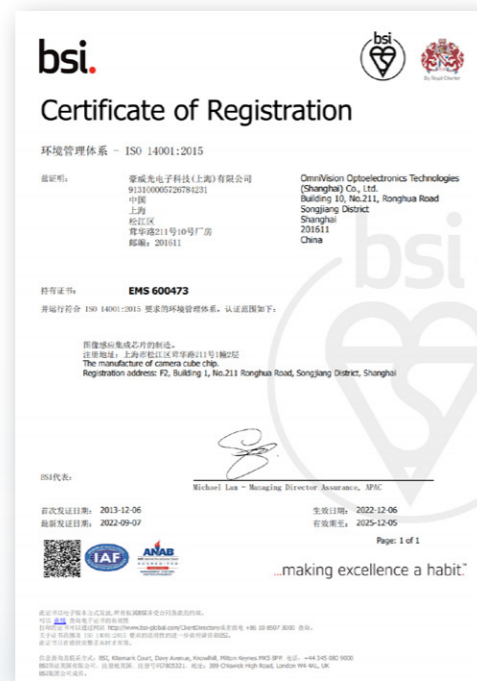 bsi.
bsi
By Royal Charter
Certificate of Registration
环境管理体系 - ISO 14001:2015
兹证明:
豪威光电子科技(上海)有限公司
913100005726784231
中国
上海
松江区
茸华路211号10号厂房
邮编: 201611
OmniVision Optoelectronics Technologies
(Shanghai) Co., Ltd.
Building 10, No.211, Ronghua Road
Songjiang District
Shanghai
201611
China
持有证书:
EMS 600473
并运行符合 ISO 14001:2015 要求的环境管理体系, 认证范围如下:
图像感应集成芯片的制造。
注册地址: 上海市松江区茸华路211号1幢2层
The manufacture of camera cube chip.
Registration address: F2, Building 1, No.211 Ronghua Road, Songjiang District, Shanghai
BSI代表:
Michael Lam - Managing Director Assurance, APAC
首次发证日期: 2013-12-06
生效日期: 2022-12-06
最新发证日期: 2022-09-07
有效期至: 2025-12-05
Page: 1 of 1
IAF
ANAB
ACCREDITED
...making excellence a habit.™